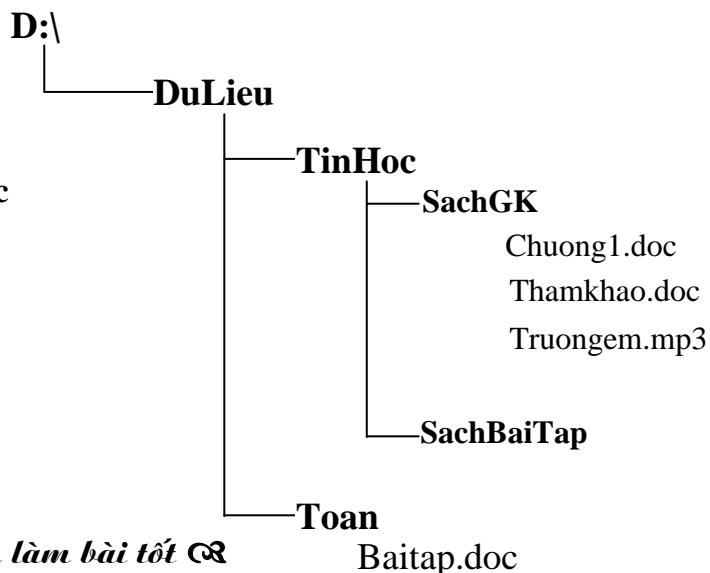 D:\
DuLieu
TinHoc
c
SachGK
Chuong1.doc
Thamkhao.doc
Truongem.mp3
SachBaiTap
Toan
làm bài tốt
Baitap.doc